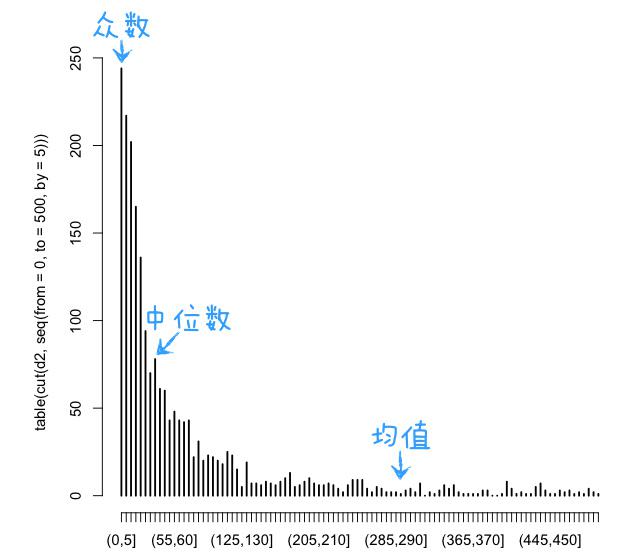 众数
250
200
150
100
50
0
table(cut(d2, seq(from = 0, to = 500, by = 5)))
中位数
均值
(0,5] (55,60] (125,130] (205,210] (285,290] (365,370] (445,450]